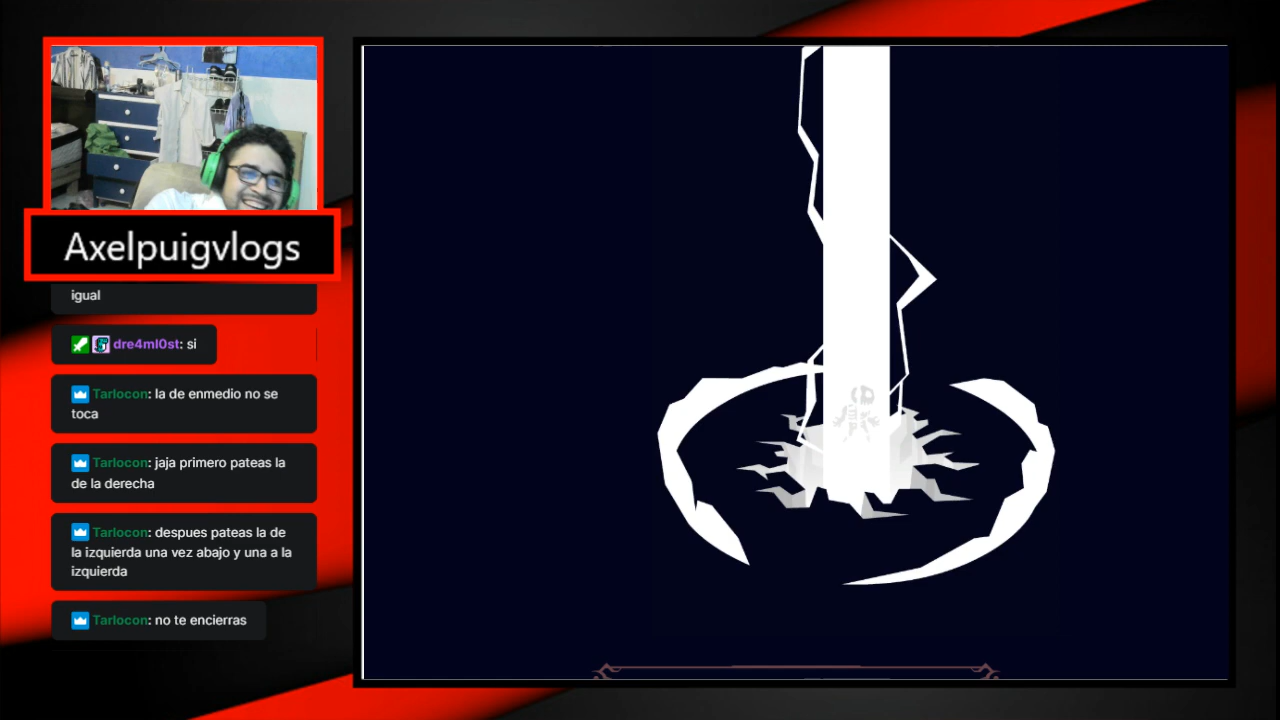 Axelpuigvlogs
igual
dre4ml0st: si
Tarlocon: la de enmedio no se
toca
Tarlocon: jaja primero pateas la
de la derecha
Tarlocon: despues pateas la de
la izquierda una vez abajo y una a la
izquierda
Tarlocon: no te encierras